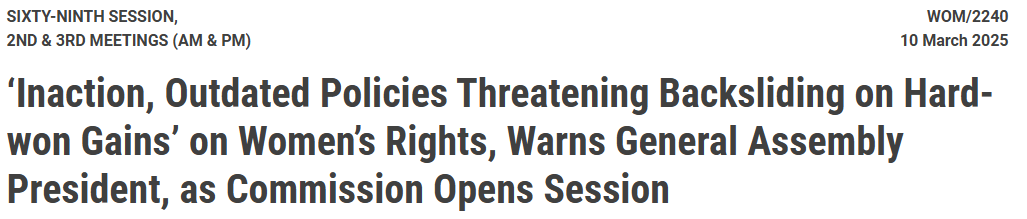 SIXTY-NINTH SESSION,
WOM/2240
2ND & 3RD MEETINGS (AM & PM)
10 March 2025
‘Inaction, Outdated Policies Threatening Backsliding on Hard-
won Gains’ on Women’s Rights, Warns General Assembly
President, as Commission Opens Session